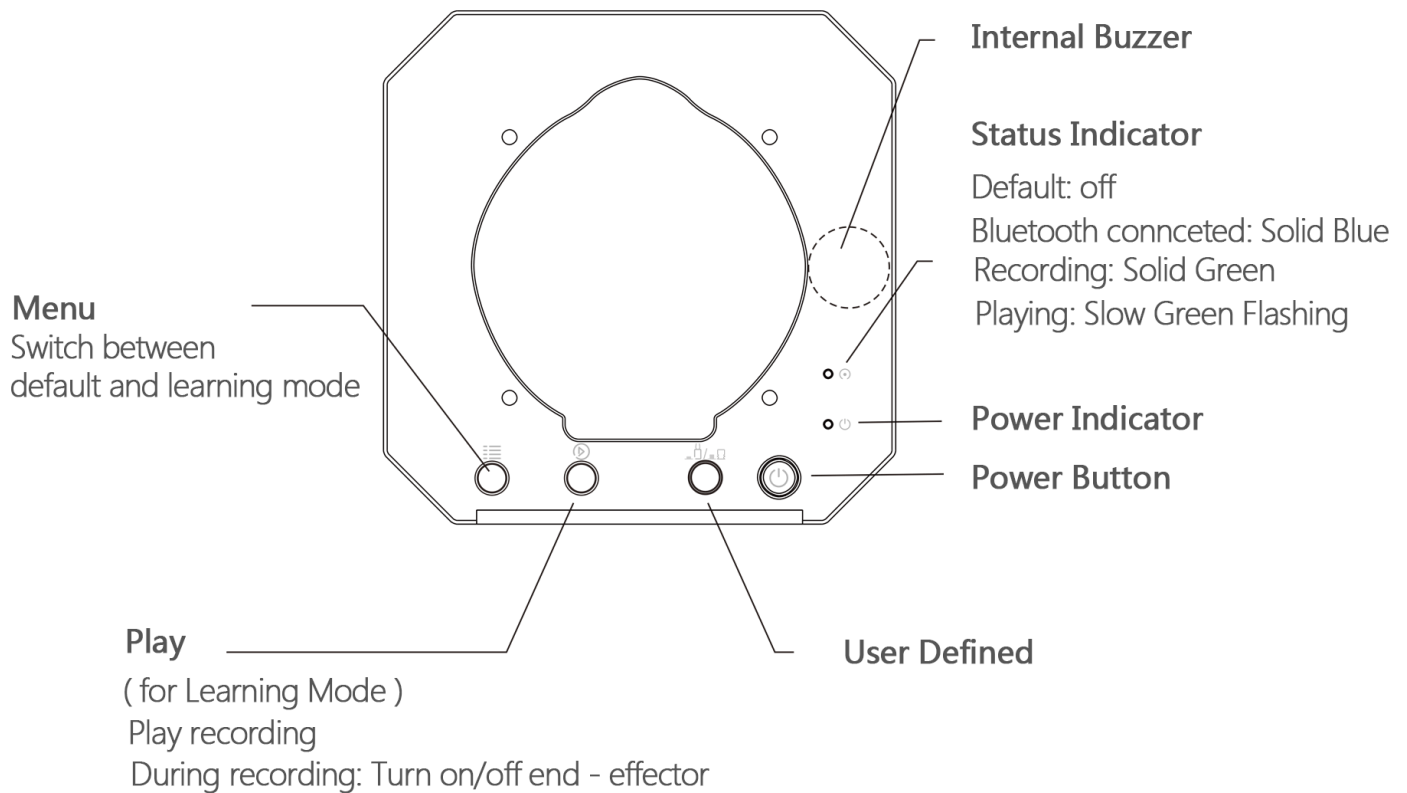 Internal Buzzer
Status Indicator
Default: off
Bluetooth connceted: Solid Blue
Recording: Solid Green
Playing: Slow Green Flashing
Menu
Switch between
default and learning mode
Power Indicator
Power Button
Play
( for Learning Mode )
Play recording
During recording: Turn on/off end - effector
User Defined